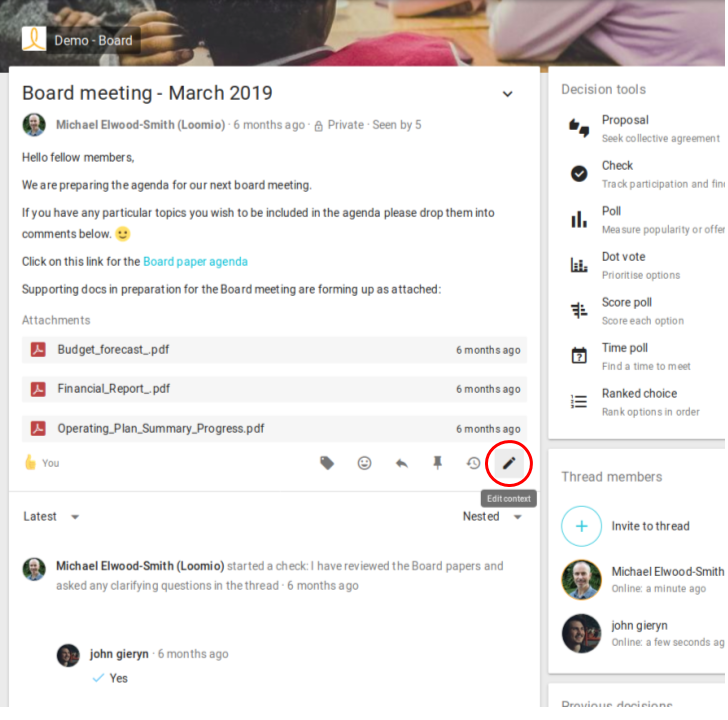 Demo - Board
Board meeting - March 2019
Michael Elwood-Smith (Loomio) · 6 months ago · Private · Seen by 5
Hello fellow members,
We are preparing the agenda for our next board meeting.
If you have any particular topics you wish to be included in the agenda please drop them into
comments below.
Click on this link for the Board paper agenda
Supporting docs in preparation for the Board meeting are forming up as attached:
Attachments
Budget_forecast_.pdf 6 months ago
Financial_Report_.pdf 6 months ago
Operating_Plan_Summary_Progress.pdf 6 months ago
You
Edit context
Latest Nested
Michael Elwood-Smith (Loomio) started a check: I have reviewed the Board papers and
asked any clarifying questions in the thread · 6 months ago
john gieryn · 6 months ago
Yes
Decision tools
Proposal
Seek collective agreement
Check
Track participation and
Poll
Measure popularity or
Dot vote
Prioritise options
Score poll
Score each option
Time poll
Find a time to meet
Ranked choice
Rank options in order
Thread members
Invite to thread
Michael Elwood-Smith
Online: a minute ago
john gieryn
Online: a few seconds
Previous decisions